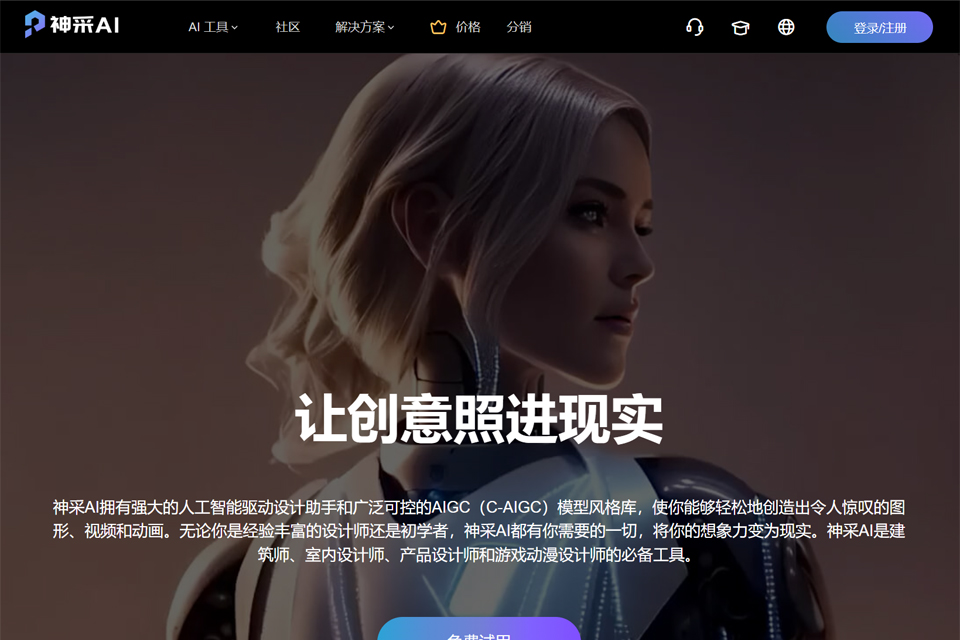 神采AI
AI 工具 社区 解决方案 价格 分销 登录/注册
让创意照进现实
神采AI拥有强大的人工智能驱动设计助手和广泛可控的AIGC（C-AIGC）模型风格库，使你能够轻松地创造出令人惊叹的图
形、视频和动画。无论你是经验丰富的设计师还是初学者，神采AI都有你需要的一切，将你的想象力变为现实。神采AI是建
筑师、室内设计师、产品设计师和游戏动漫设计师的必备工具。
免费试用